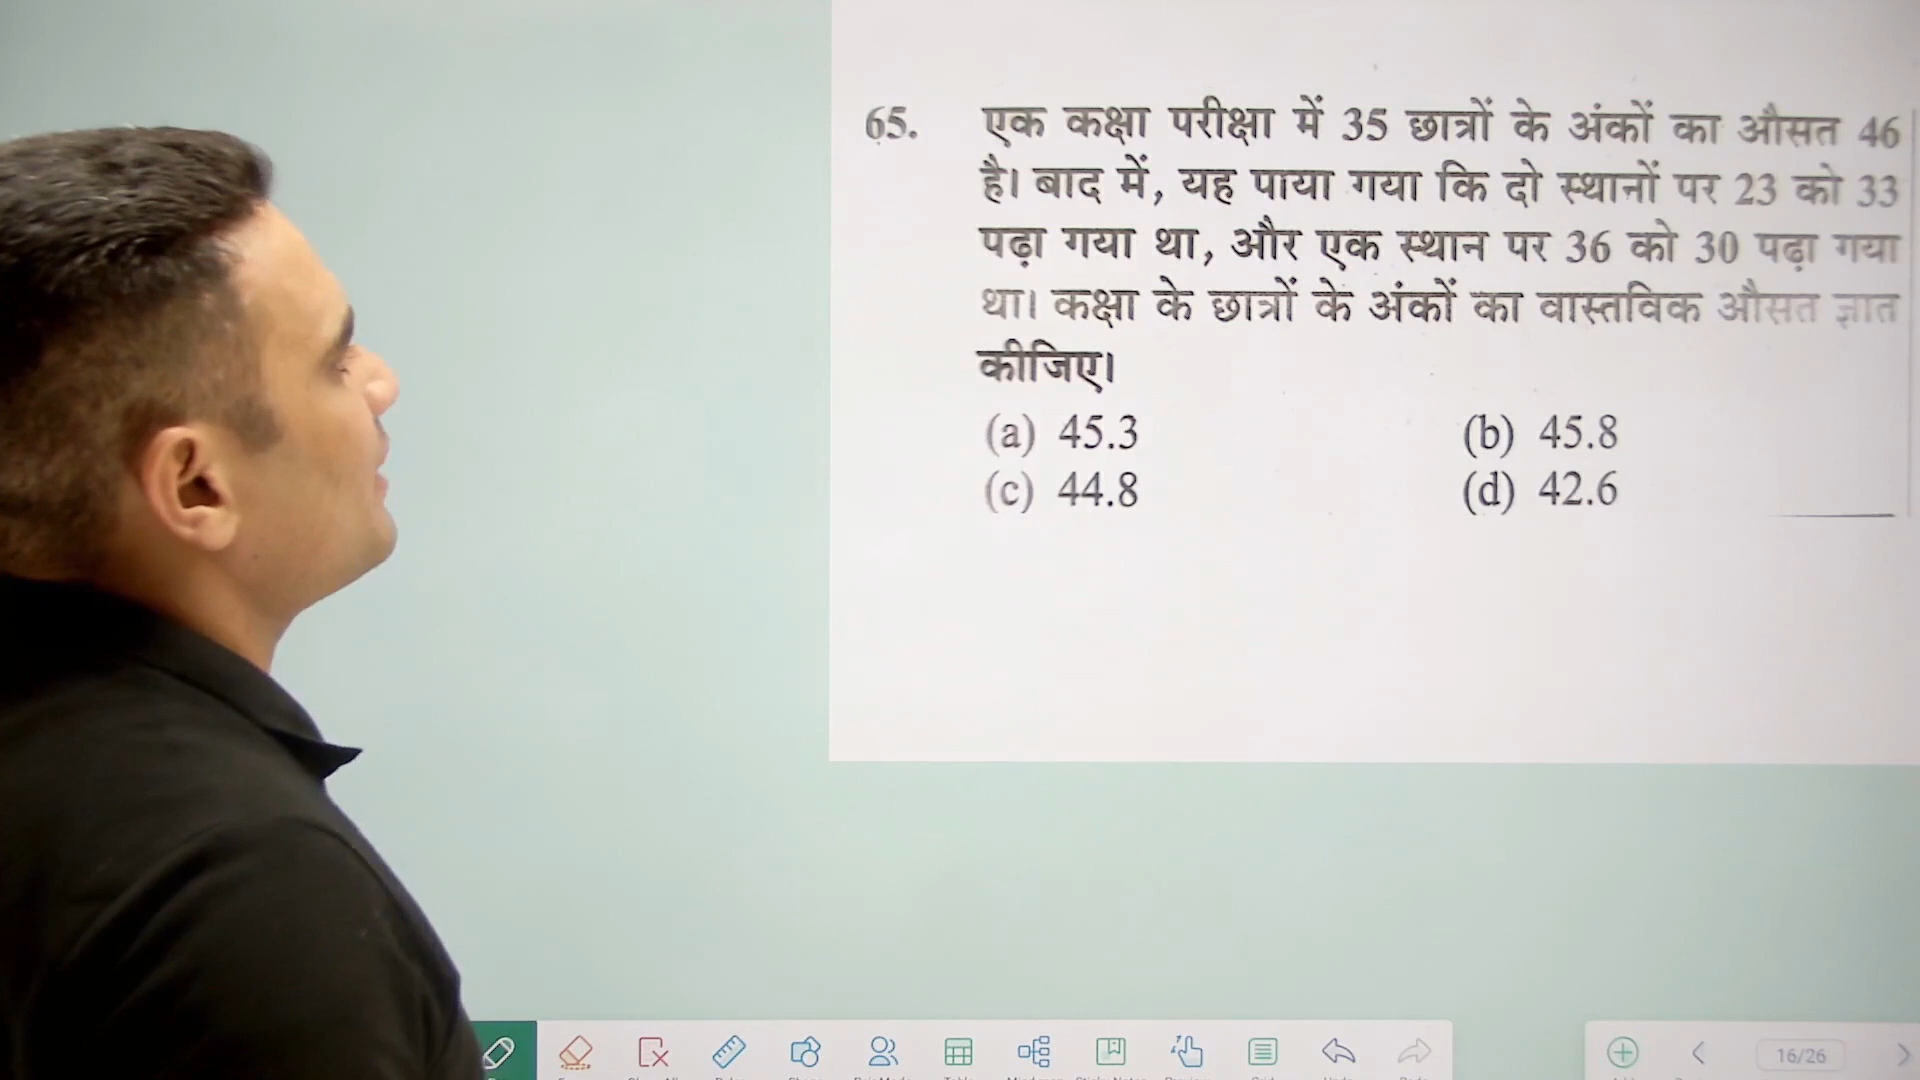 65. एक कक्षा परीक्षा में 35 छात्रों के अंकों का औसत 46
है। बाद में, यह पाया गया कि दो स्थानों पर 23 को 33
पढ़ा गया था, और एक स्थान पर 36 को 30 पढ़ा गया
था। कक्षा के छात्रों के अंकों का वास्तविक औसत ज्ञात
कीजिए।
(a) 45.3 (b) 45.8
(c) 44.8 (d) 42.6
16/26